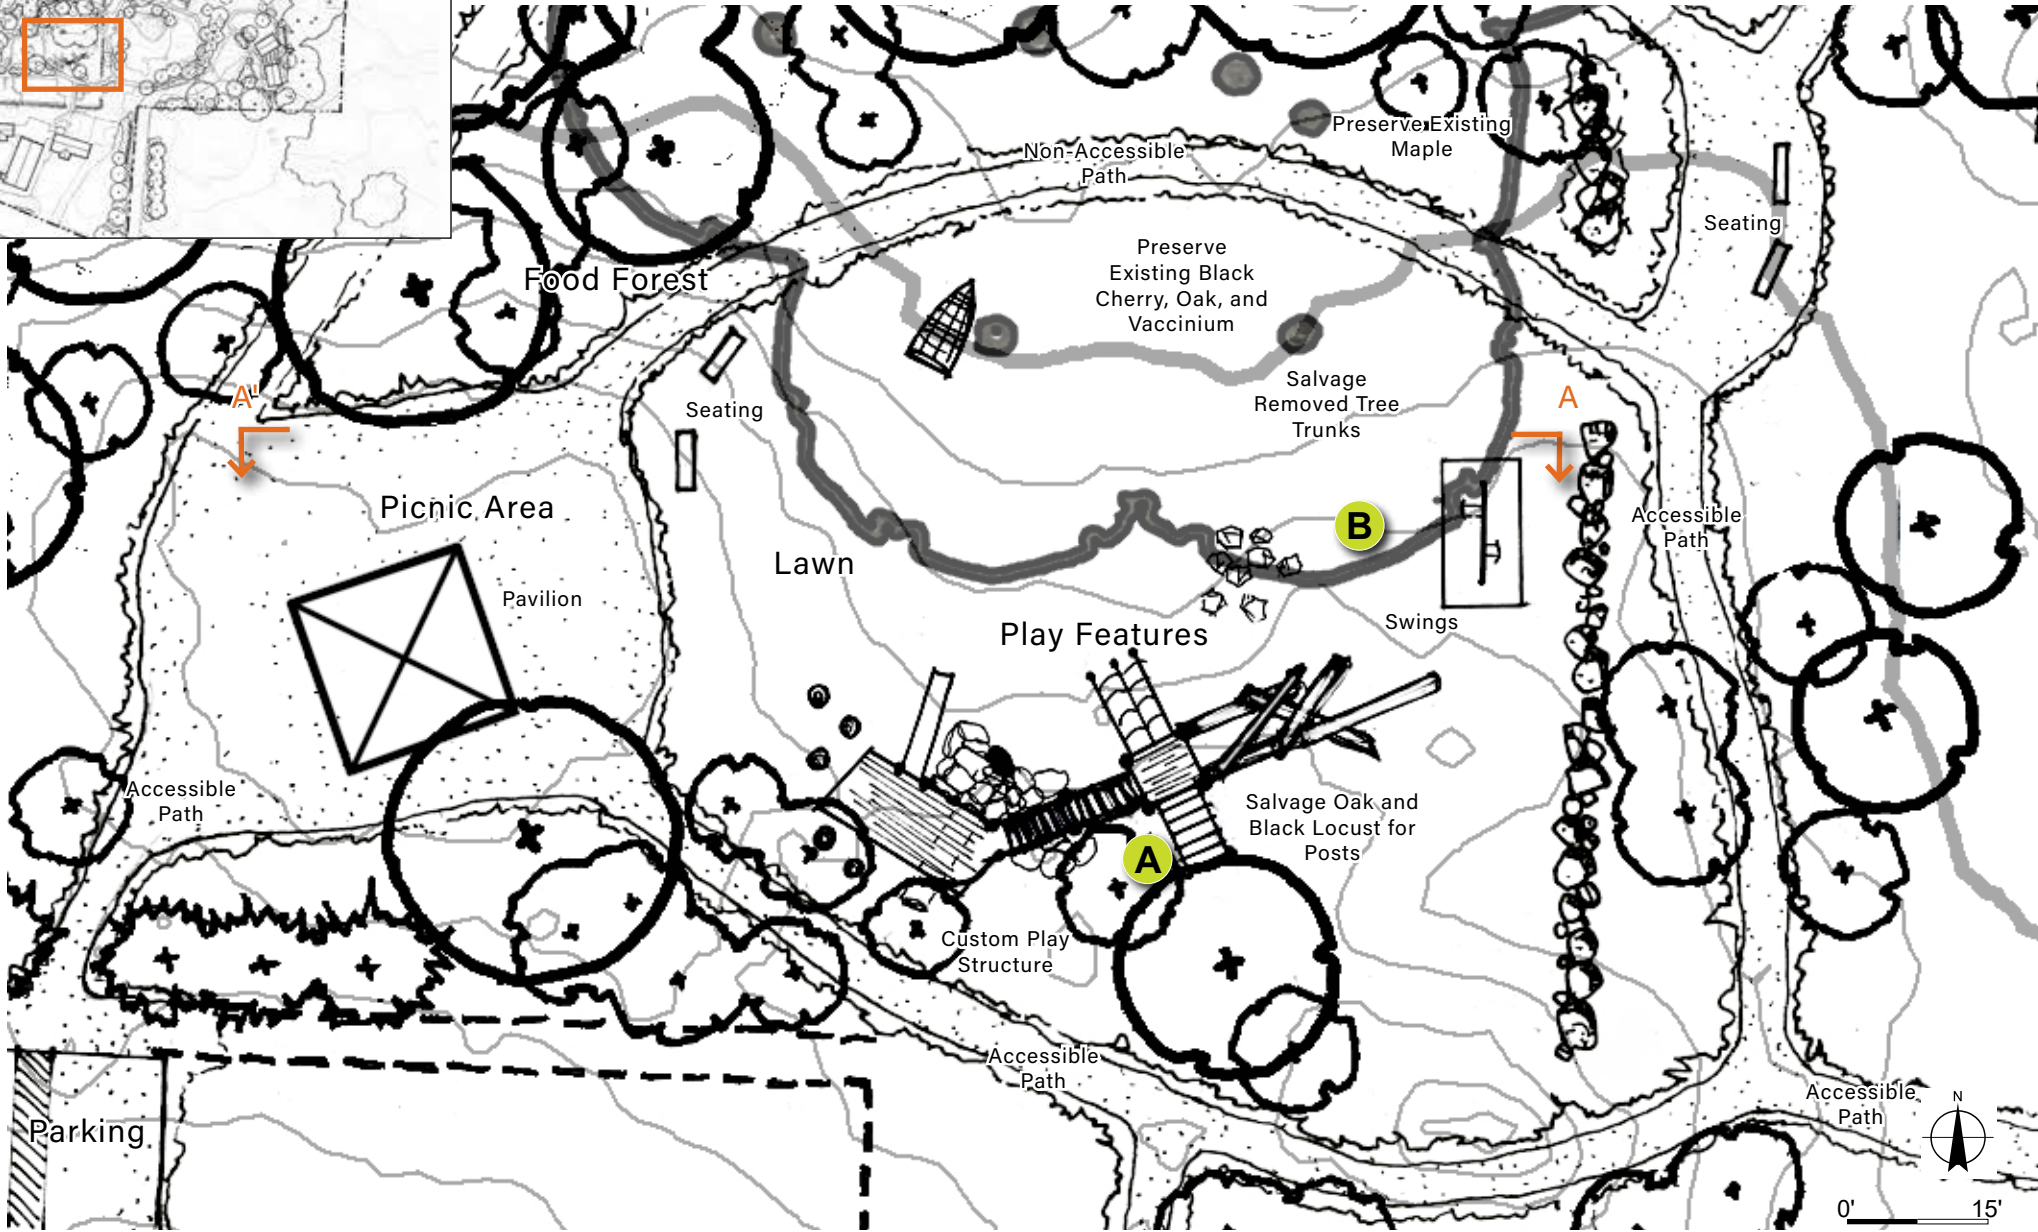 Preserve Existing
Maple
Non-Accessible
Path
Seating
Preserve
Existing Black
Cherry, Oak, and
Vaccinium
Food Forest
Salvage
Removed Tree
Trunks
A'
A
Seating
Picnic Area
Accessible
Path
B
Lawn
Pavilion
Swings
Play Features
Accessible
Path
Salvage Oak and
Black Locust for
Posts
A
Custom Play
Structure
Accessible
Path
Accessible
Path
Parking
N
0' 15'